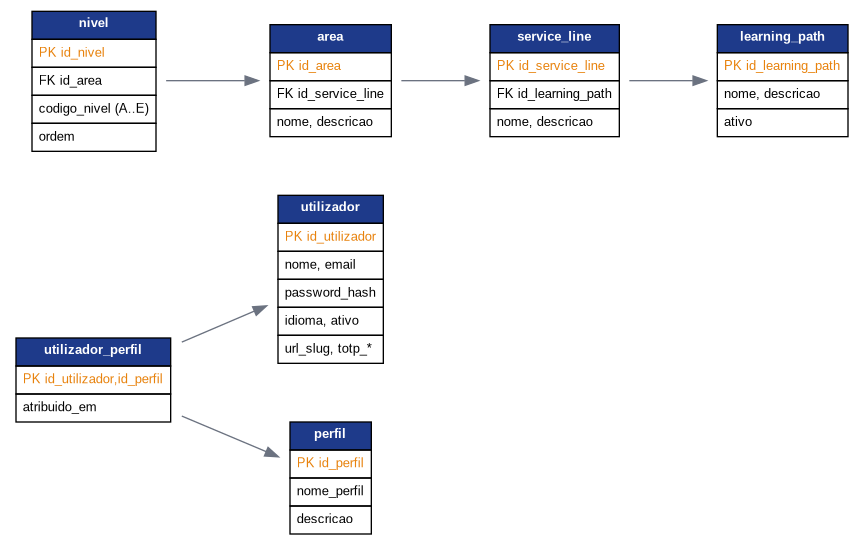 nivel
PK id_nivel
FK id_area
codigo_nivel (A..E)
ordem
area
PK id_area
FK id_service_line
nome, descricao
service_line
PK id_service_line
FK id_learning_path
nome, descricao
learning_path
PK id_learning_path
nome, descricao
ativo
utilizador
PK id_utilizador
nome, email
password_hash
idioma, ativo
url_slug, totp_*
utilizador_perfil
PK id_utilizador,id_perfil
atribuido_em
perfil
PK id_perfil
nome_perfil
descricao